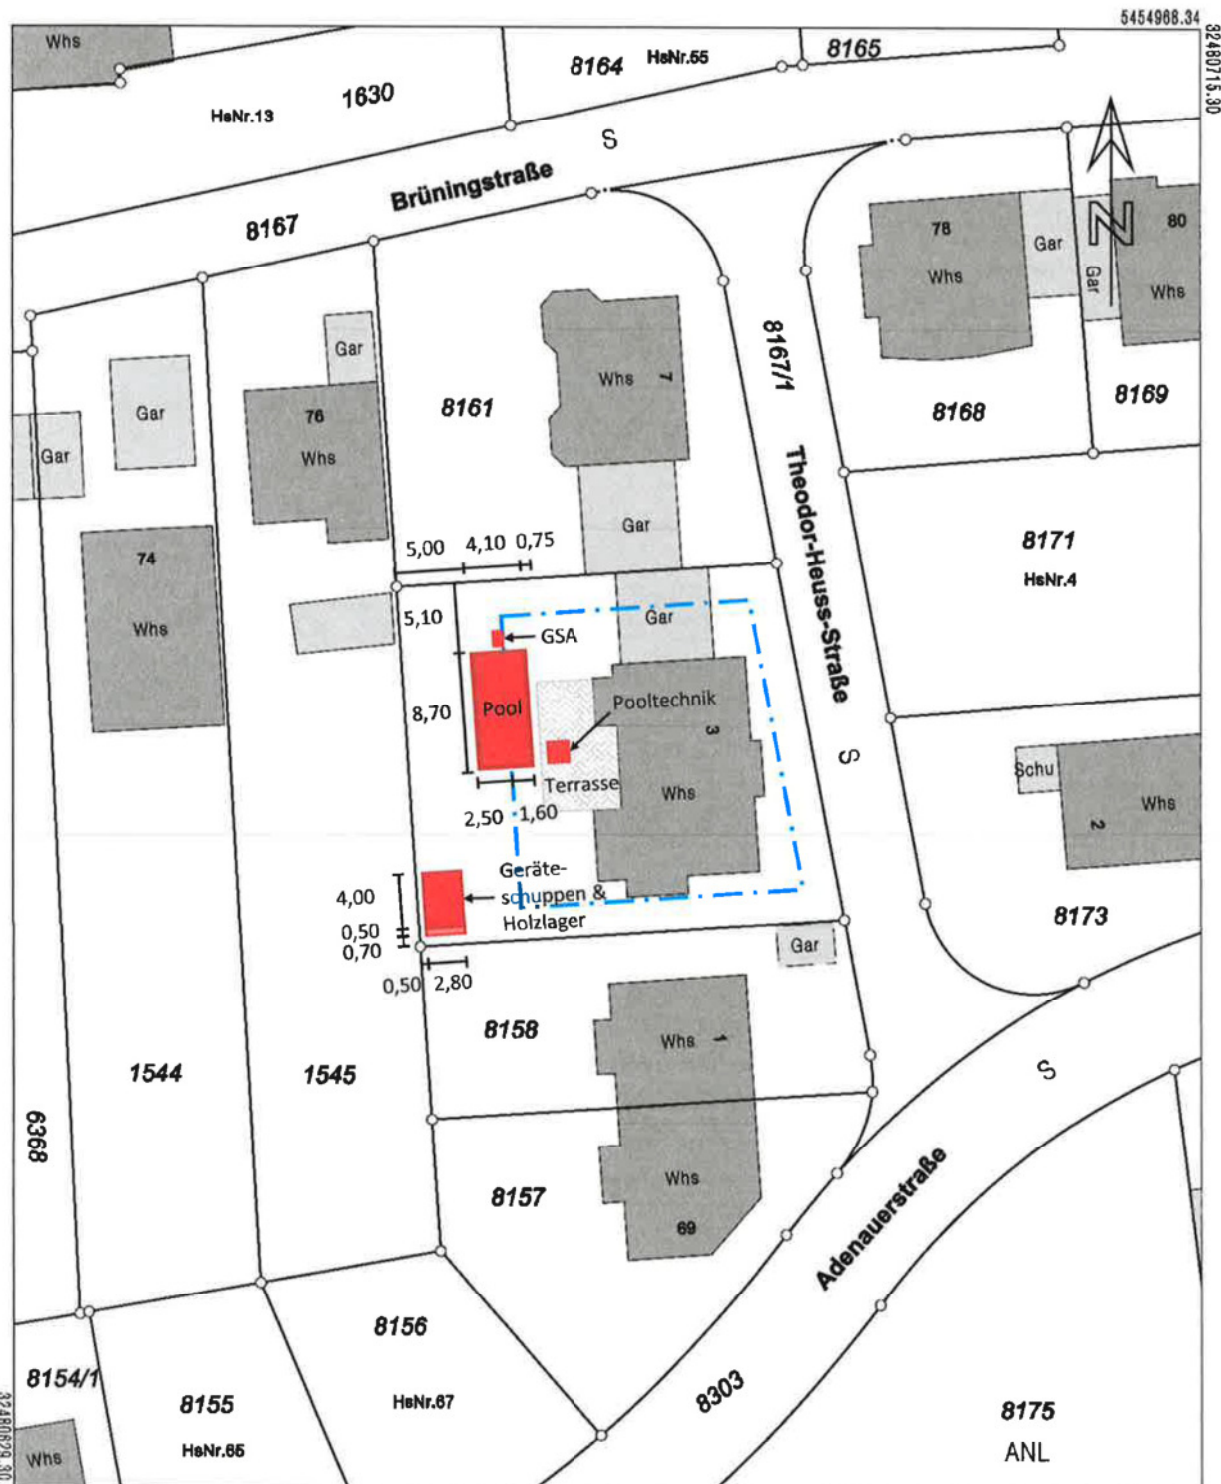 5454968.34
32480715.30
Whs
8164
HsNr.55
8165
HsNr.13
1630
S
Brüningstraße
8167
78
Whs
Gar
N
Gar
80
Whs
Gar
Whs
7
8167/1
8161
76
Whs
Gar
Gar
8168
8169
Gar
Theodor-Heuss-Straße
8171
HsNr.4
74
Whs
5,00
4,10
0,75
5,10
GSA
Gar
8,70
Pool
Pooltechnik
3
Whs
Terrasse
S
Schu
Whs
2
2,50
1,60
Geräte-
schuppen &
Holzlager
4,00
0,50
0,70
8173
Gar
0,50
2,80
8158
Whs
1
1544
1545
S
6368
8157
Whs
69
Adenauerstraße
8156
HsNr.67
8154/1
8155
HsNr.65
8303
8175
ANL
Whs
32480629.30